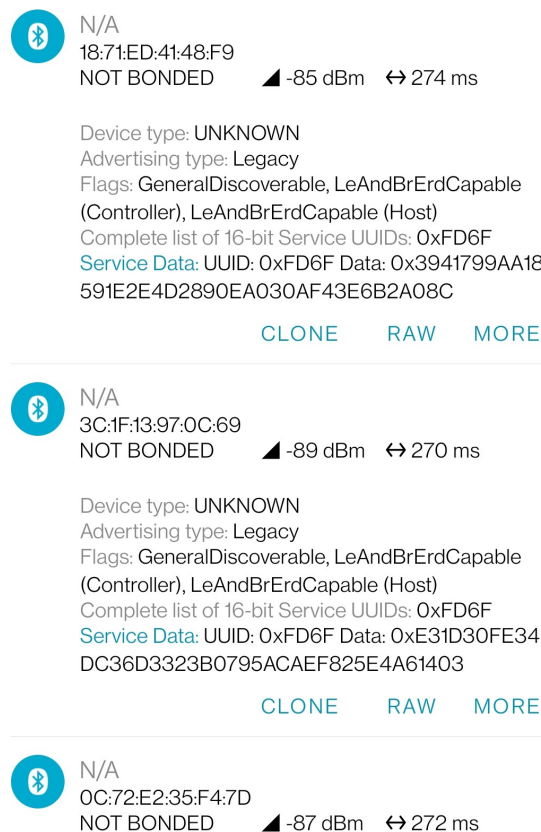 N/A
18:71:ED:41:48:F9
NOT BONDED -85 dBm 274 ms
Device type: UNKNOWN
Advertising type: Legacy
Flags: GeneralDiscoverable, LeAndBrErdCapable
(Controller), LeAndBrErdCapable (Host)
Complete list of 16-bit Service UUIDs: 0xFD6F
Service Data: UUID: 0xFD6F Data: 0x3941799AA18
591E2E4D2890EA030AF43E6B2A08C
CLONE RAW MORE
N/A
3C:1F:13:97:0C:69
NOT BONDED -89 dBm 270 ms
Device type: UNKNOWN
Advertising type: Legacy
Flags: GeneralDiscoverable, LeAndBrErdCapable
(Controller), LeAndBrErdCapable (Host)
Complete list of 16-bit Service UUIDs: 0xFD6F
Service Data: UUID: 0xFD6F Data: 0xE31D30FE34
DC36D3323B0795ACAEF825E4A61403
CLONE RAW MORE
N/A
0C:72:E2:35:F4:7D
NOT BONDED -87 dBm 272 ms